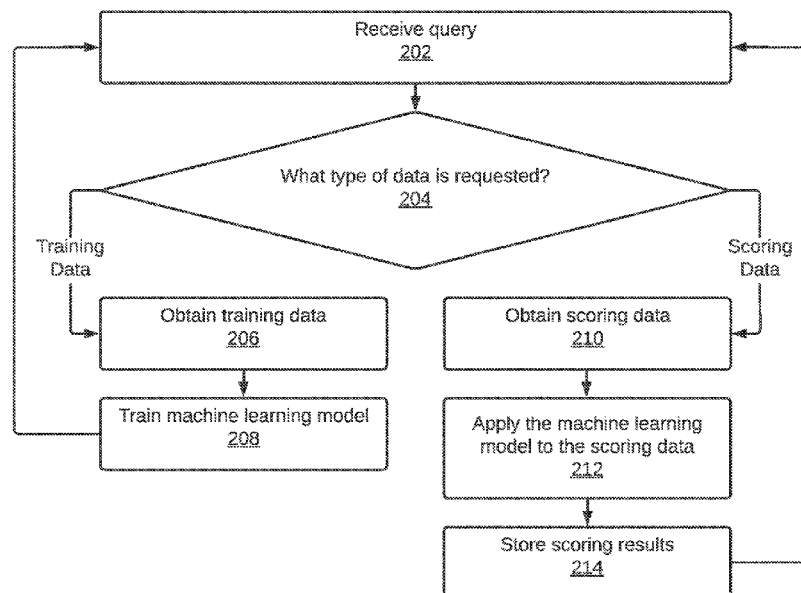 Receive query
202
What type of data is requested?
204
Training
Data
Scoring
Data
Obtain training data
206
Obtain scoring data
210
Train machine learning model
208
Apply the machine learning
model to the scoring data
212
Store scoring results
214